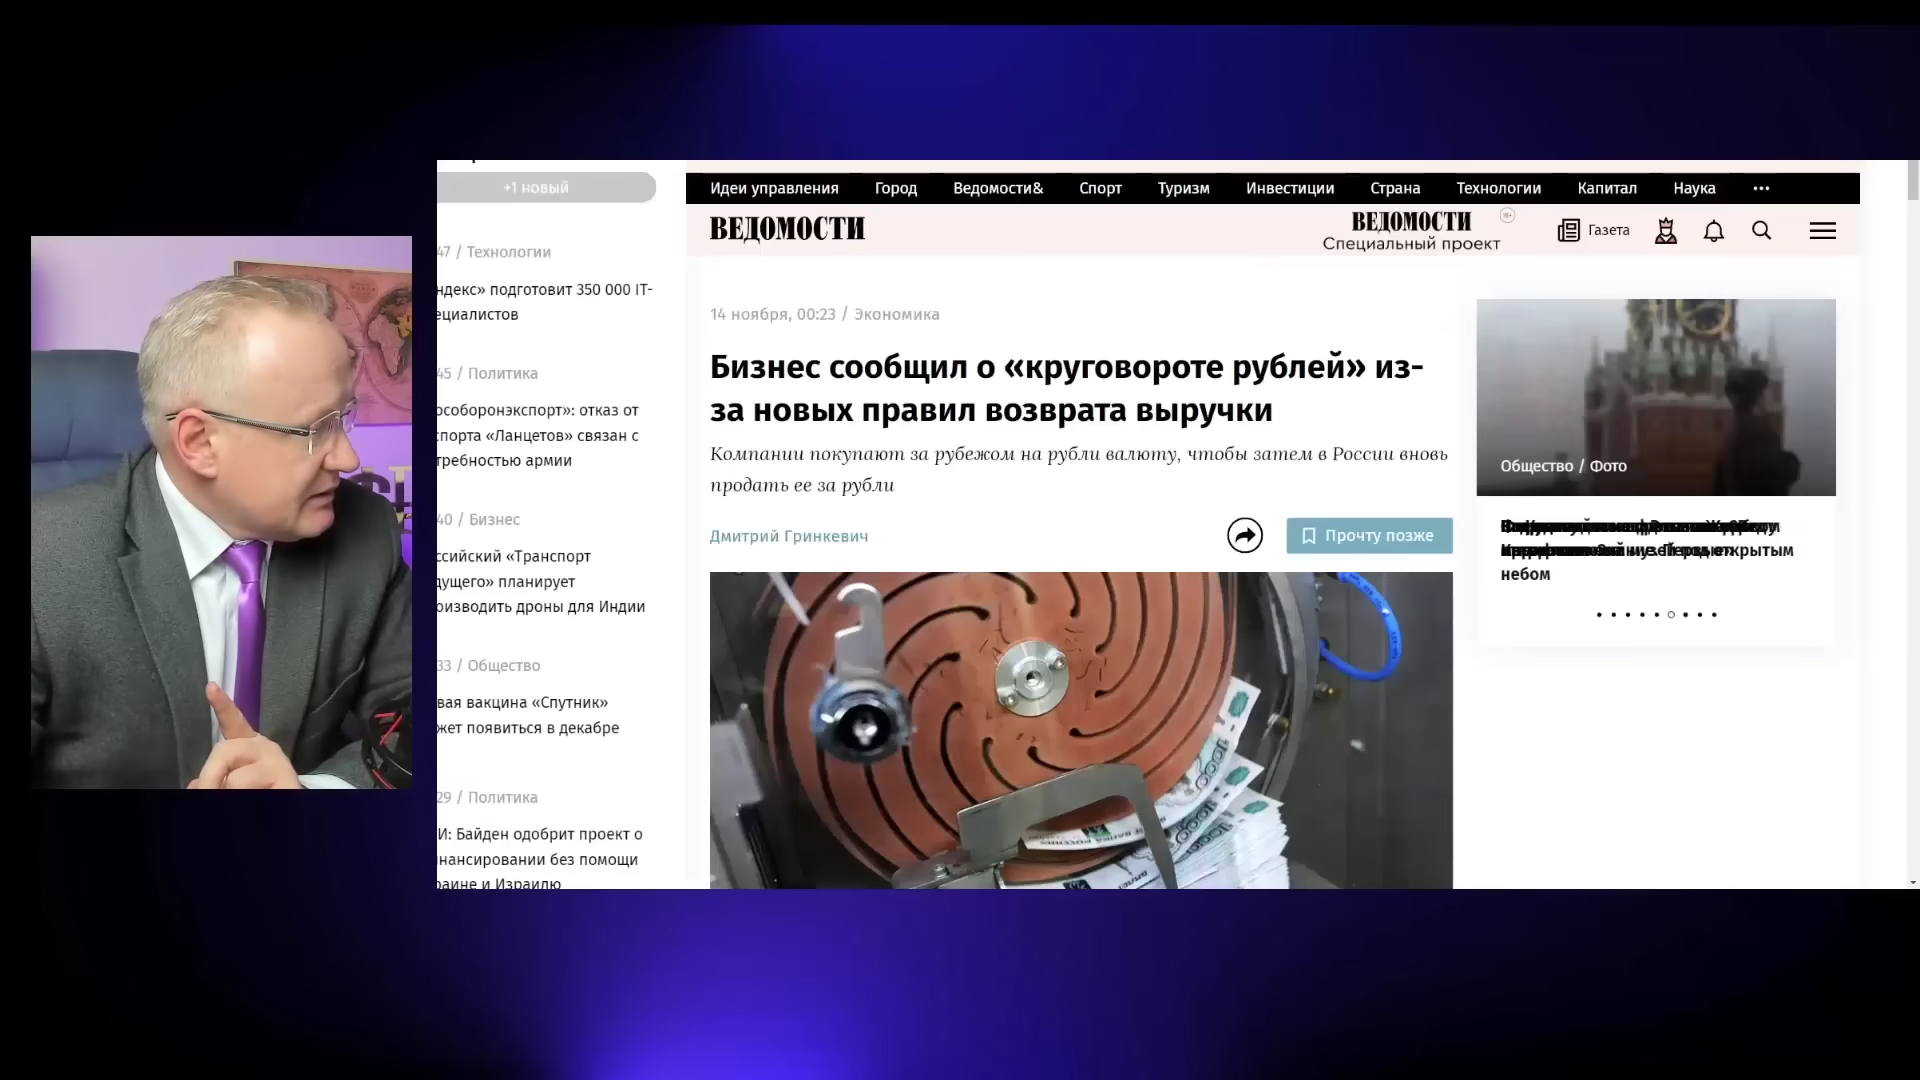 +1 новый
47 / Технологии
ндекс» подготовит 350 000 IT-
ециалистов
45 / Политика
особоронэкспорт»: отказ от
спорта «Ланцетов» связан с
требностью армии
40 / Бизнес
ссийский «Транспорт
дущего» планирует
оизводить дроны для Индии
33 / Общество
вая вакцина «Спутник»
жет появиться в декабре
29 / Политика
И: Байден одобрит проект о
нансировании без помощи
раине и Израилю
Идеи управления Город Ведомости& Спорт Туризм Инвестиции Страна Технологии Капитал Наука ···
ВЕДОМОСТИ
ВЕДОМОСТИ
Специальный проект
Газета
14 ноября, 00:23 / Экономика
Бизнес сообщил о «круговороте рублей» из-
за новых правил возврата выручки
Компании покупают за рубежом на рубли валюту, чтобы затем в России вновь
продать ее за рубли
Дмитрий Гринкевич
Прочту позже
Общество / Фото
открытым
небом